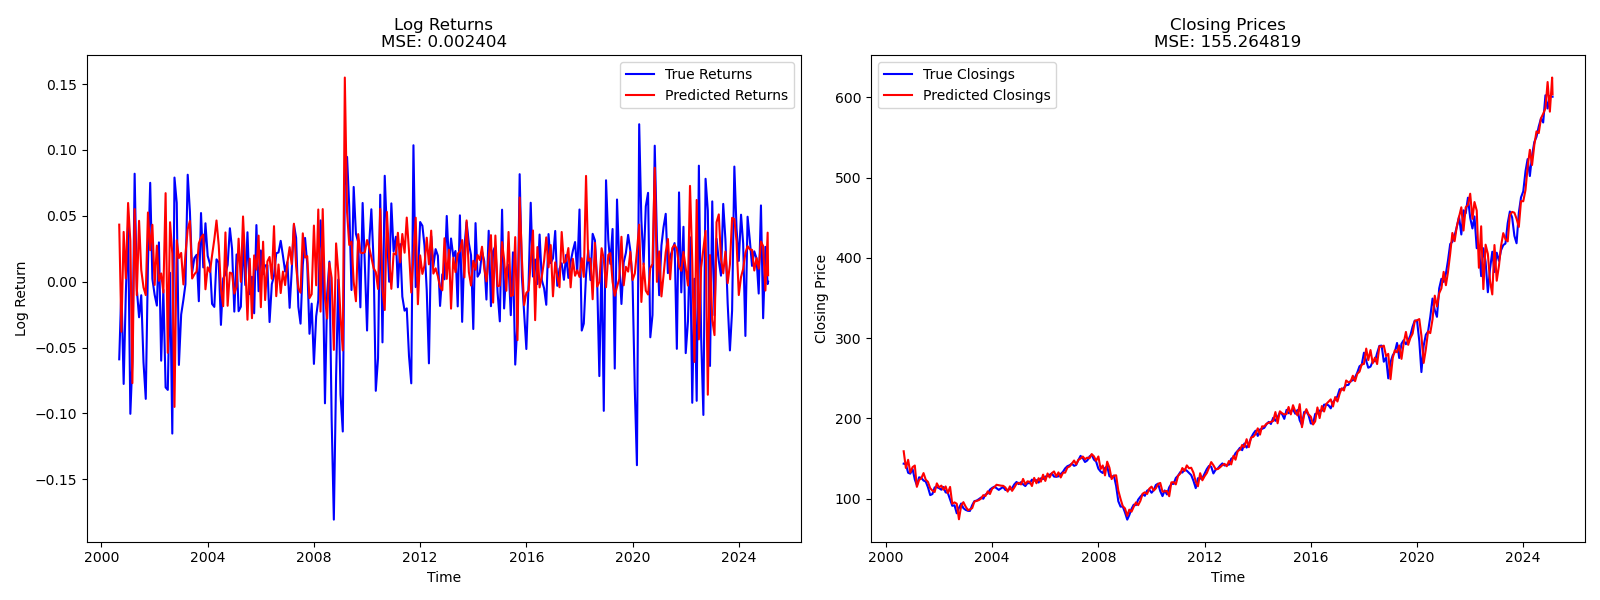 Log Returns
MSE: 0.002404
True Returns
Predicted Returns
0.15
0.10
0.05
0.00
−0.05
−0.10
−0.15
Log Return
2000 2004 2008 2012 2016 2020 2024
Time
Closing Prices
MSE: 155.264819
True Closings
Predicted Closings
600
500
400
300
200
100
Closing Price
2000 2004 2008 2012 2016 2020 2024
Time